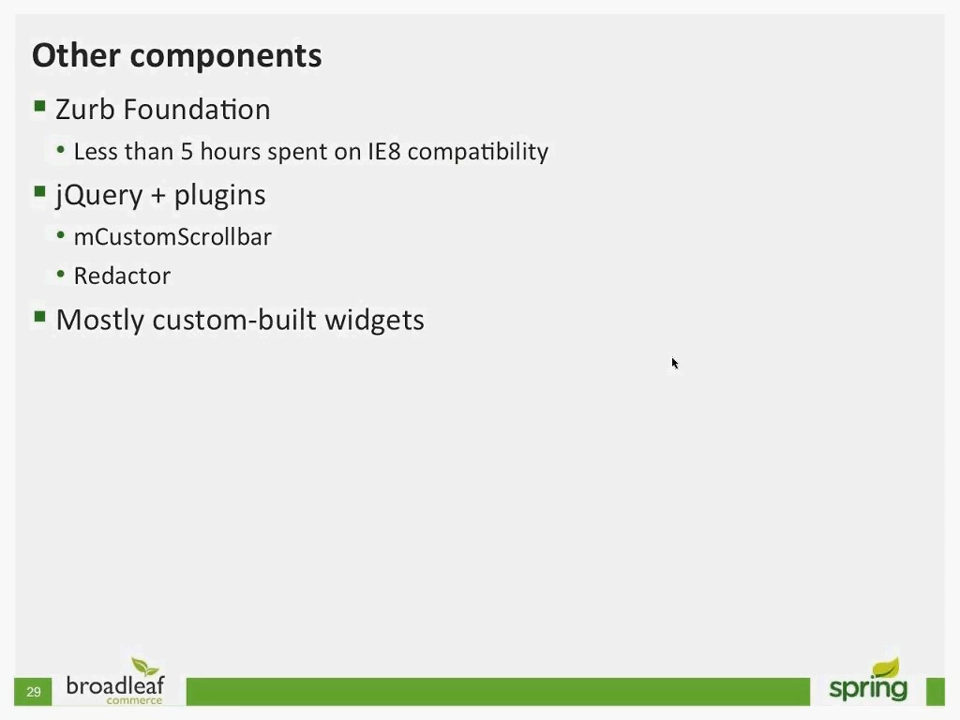 Other components
Zurb Foundation
Less than 5 hours spent on IE8 compatibility
jQuery + plugins
mCustomScrollbar
Redactor
Mostly custom-built widgets
29
broadleaf
commerce
spring